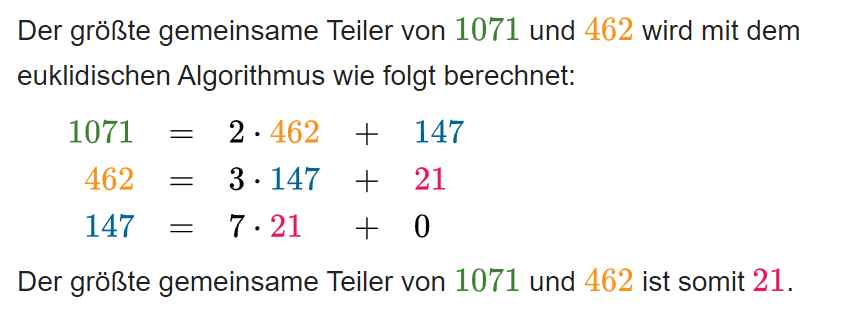 Der größte gemeinsame Teiler von 1071 und 462 wird mit dem
euklidischen Algorithmus wie folgt berechnet:
1071 = 2 · 462 + 147
462 = 3 · 147 + 21
147 = 7 · 21 + 0
Der größte gemeinsame Teiler von 1071 und 462 ist somit 21.